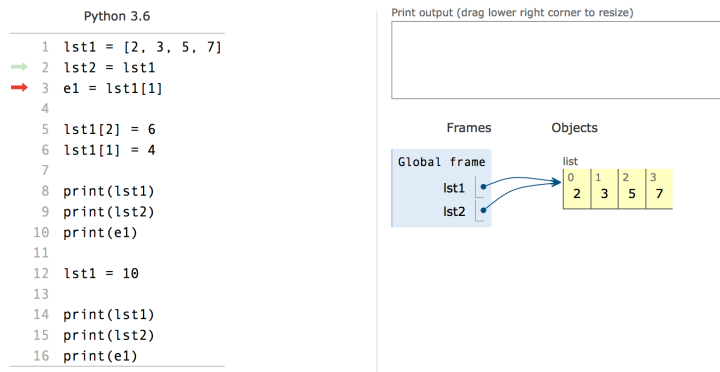 Python 3.6
1 lst1 = [2, 3, 5, 7]
2 lst2 = lst1
3 e1 = lst1[1]
4
5 lst1[2] = 6
6 lst1[1] = 4
7
8 print(lst1)
9 print(lst2)
10 print(e1)
11
12 lst1 = 10
13
14 print(lst1)
15 print(lst2)
16 print(e1)
Print output (drag lower right corner to resize)
Frames Objects
Global frame
lst1
lst2
list
0 1 2 3
2 3 5 7